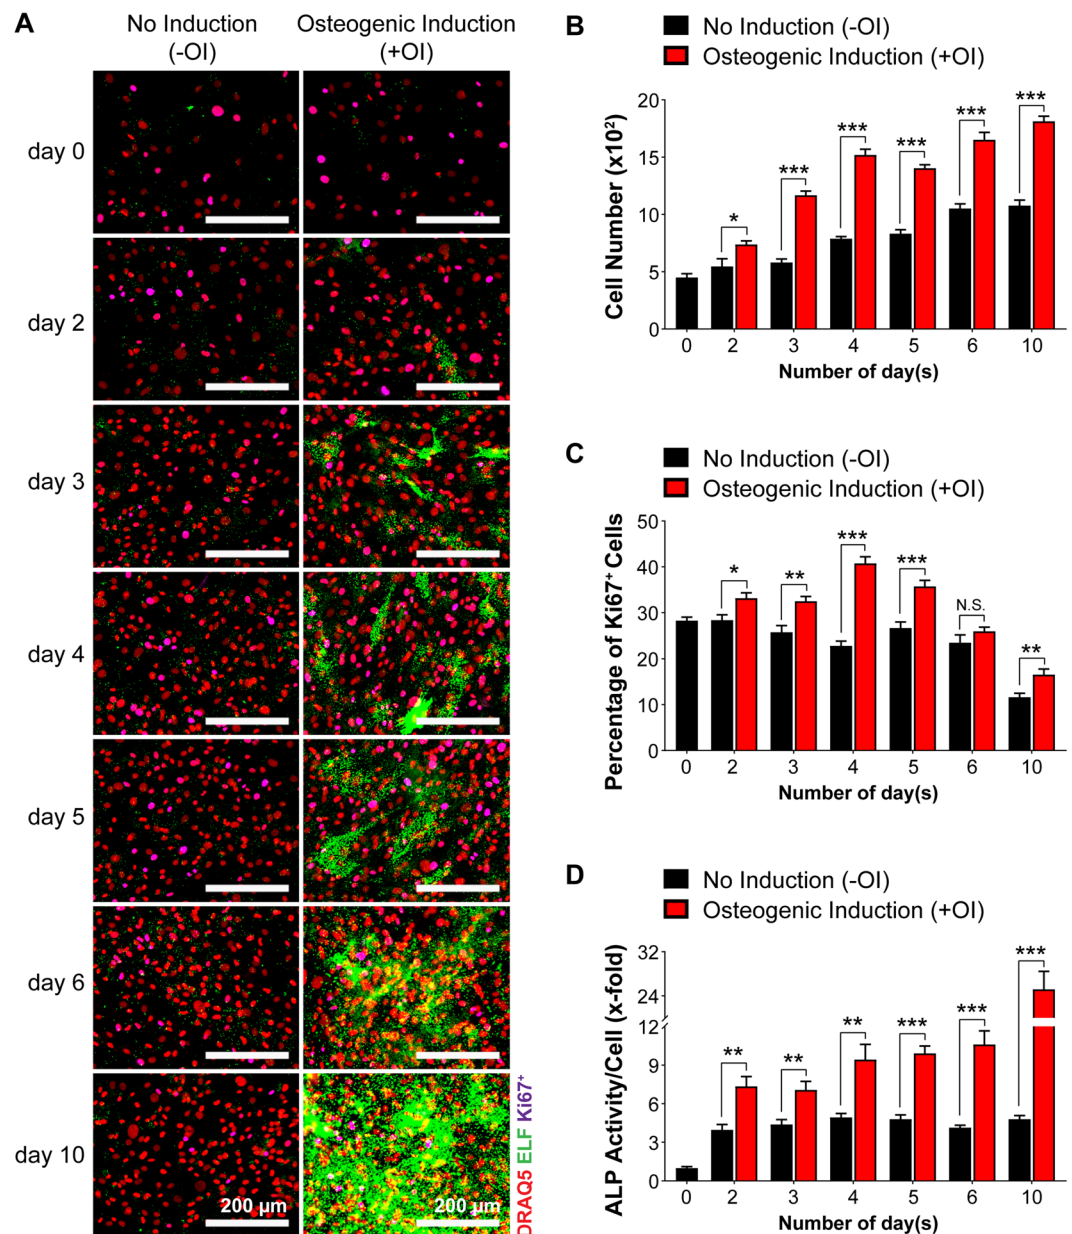 A
No Induction
(-OI)
Osteogenic Induction
(+OI)
day 0
day 2
day 3
day 4
day 5
day 6
day 10
200 µm
200 µm
DRAQ5 ELF Ki67⁺
B
No Induction (-OI)
Osteogenic Induction (+OI)
Cell Number (x10²)
20
15
10
5
0
*
***
***
***
***
***
0 2 3 4 5 6 10
Number of day(s)
C
No Induction (-OI)
Osteogenic Induction (+OI)
Percentage of Ki67⁺ Cells
50
40
30
20
10
0
*
**
***
***
N.S.
**
0 2 3 4 5 6 10
Number of day(s)
D
No Induction (-OI)
Osteogenic Induction (+OI)
ALP Activity/Cell (x-fold)
32
24
12
9
6
3
0
**
**
**
***
***
***
0 2 3 4 5 6 10
Number of day(s)